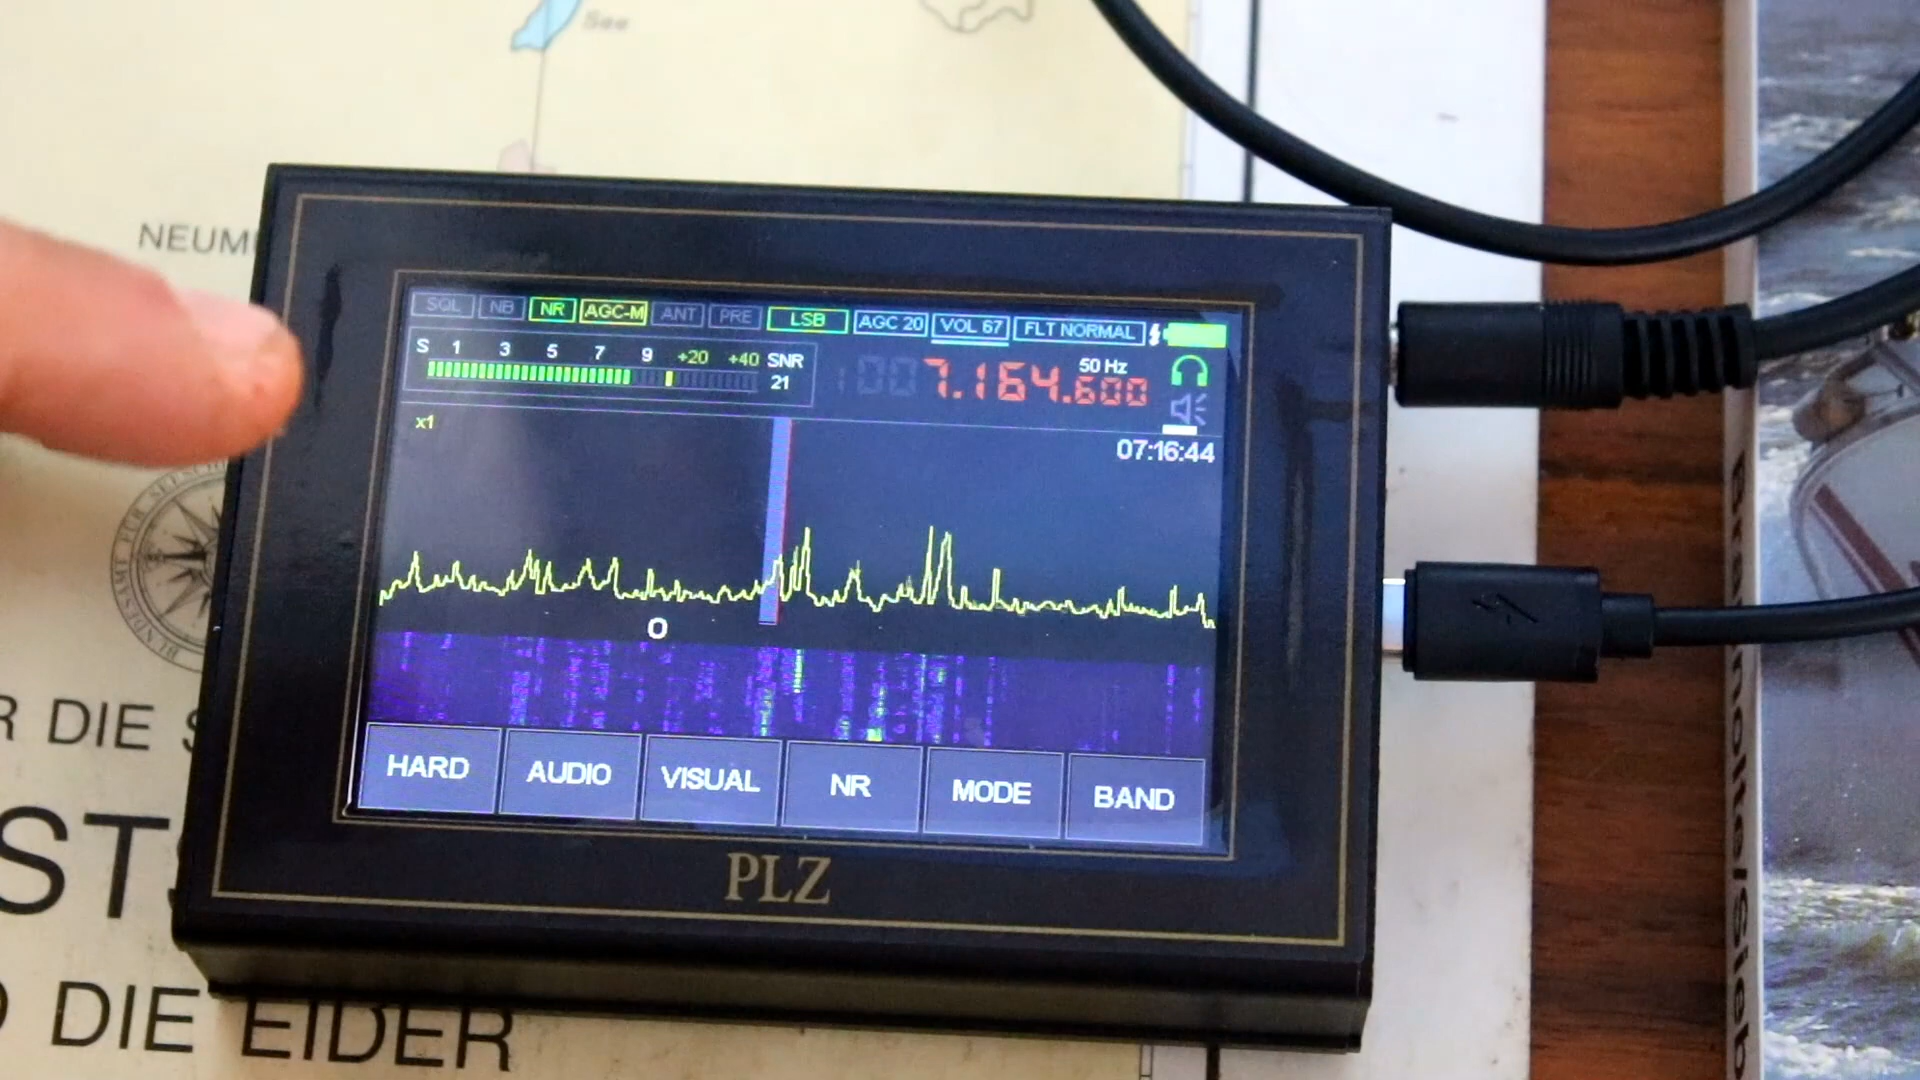 See
NEUM
SQL NB NR AGC-M ANT PRE LSB AGC 20 VOL 67 FLT NORMAL
S 1 3 5 7 9 +20 +40 SNR
21
50 Hz
7.164.600
x1
07:16:44
O
HARD AUDIO VISUAL NR MODE BAND
PLZ
R DIE S
STS
DIE EIDER